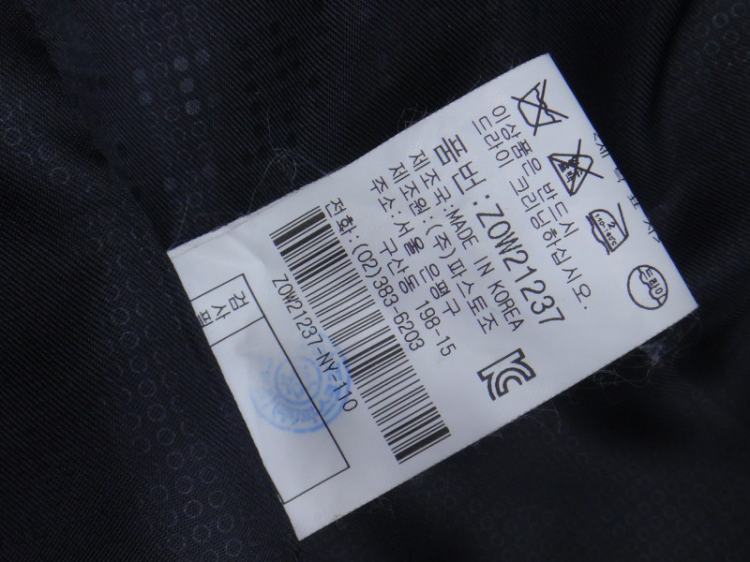 드라이
이상품은 반드시
드라이 크리닝하십시오.
품번 : ZOW21237
제조국: MADE IN KOREA
제조원: (주)파스토조
주소: 서울 은평구
구산동 198-15
전화: (02)383-6203
ZOW21237-NY-110
검사
필